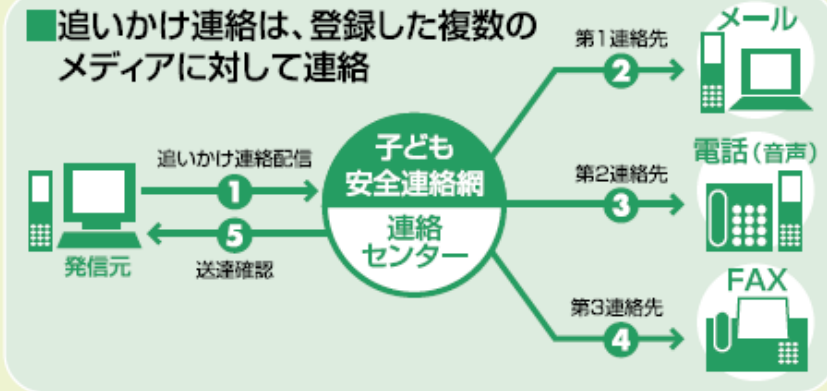 ■追いかけ連絡は、登録した複数の
メディアに対して連絡
追いかけ連絡配信
1
発信元
5
送達確認
子ども
安全連絡網
連絡
センター
第1連絡先
2
メール
第2連絡先
3
電話(音声)
第3連絡先
4
FAX